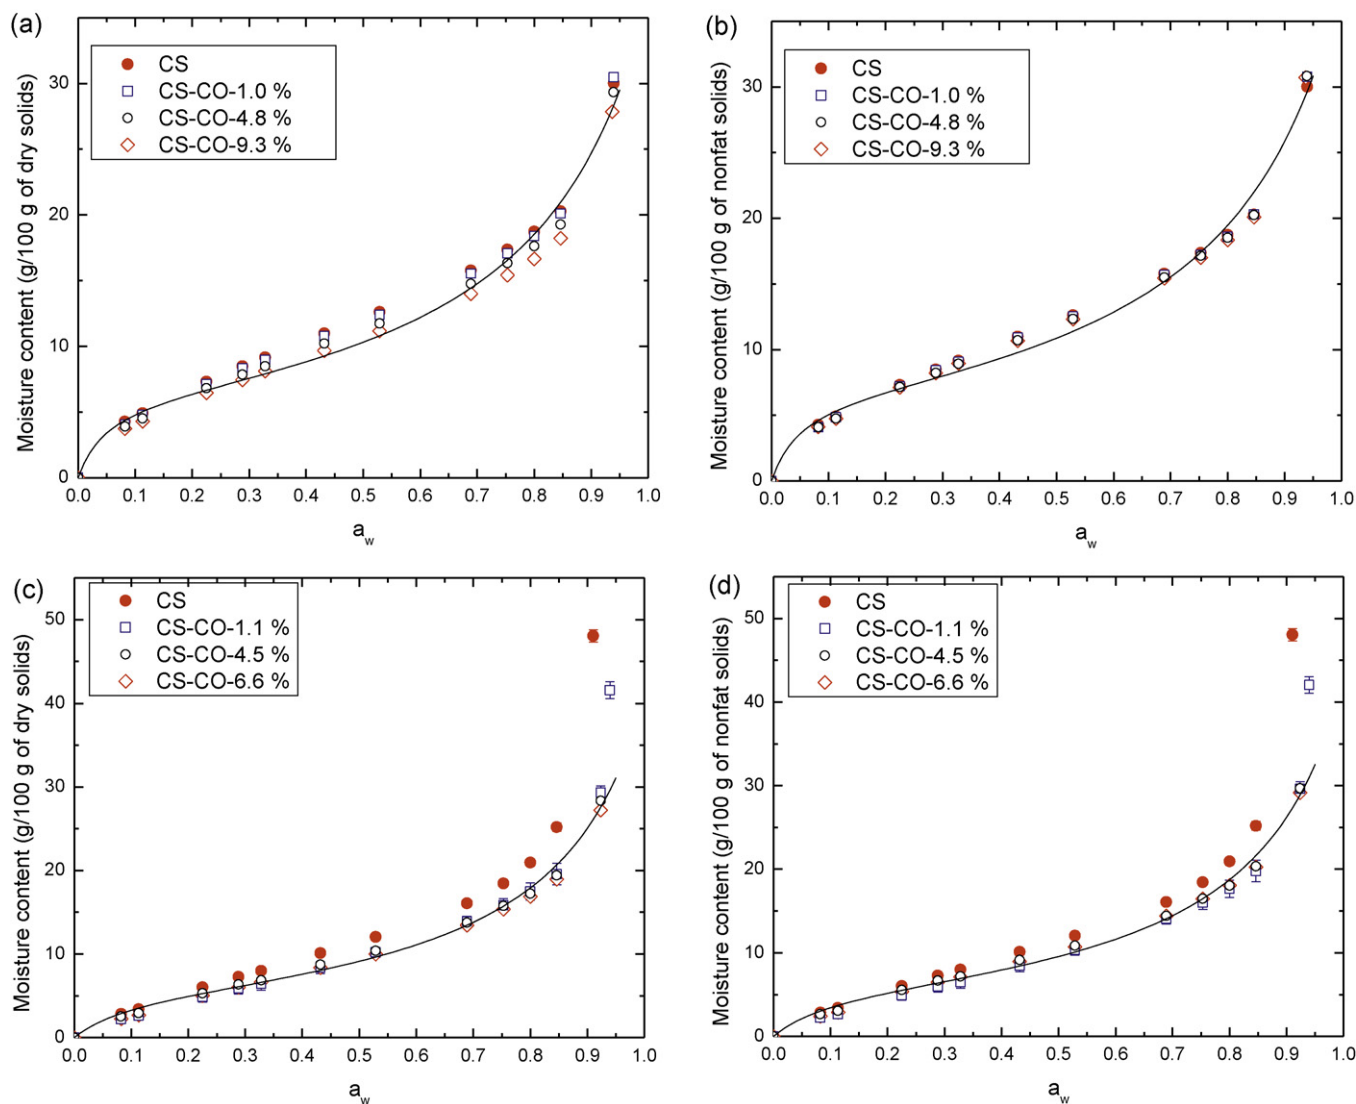 (a)
CS
CS-CO-1.0 %
CS-CO-4.8 %
CS-CO-9.3 %
Moisture content (g/100 g of dry solids)
30
20
10
0
0.0 0.1 0.2 0.3 0.4 0.5 0.6 0.7 0.8 0.9 1.0
aw
(b)
CS
CS-CO-1.0 %
CS-CO-4.8 %
CS-CO-9.3 %
Moisture content (g/100 g of nonfat solids)
30
20
10
0
0.0 0.1 0.2 0.3 0.4 0.5 0.6 0.7 0.8 0.9 1.0
aw
(c)
CS
CS-CO-1.1 %
CS-CO-4.5 %
CS-CO-6.6 %
Moisture content (g/100 g of dry solids)
50
40
30
20
10
0
0.0 0.1 0.2 0.3 0.4 0.5 0.6 0.7 0.8 0.9 1.0
aw
(d)
CS
CS-CO-1.1 %
CS-CO-4.5 %
CS-CO-6.6 %
Moisture content (g/100 g of nonfat solids)
50
40
30
20
10
0
0.0 0.1 0.2 0.3 0.4 0.5 0.6 0.7 0.8 0.9 1.0
aw